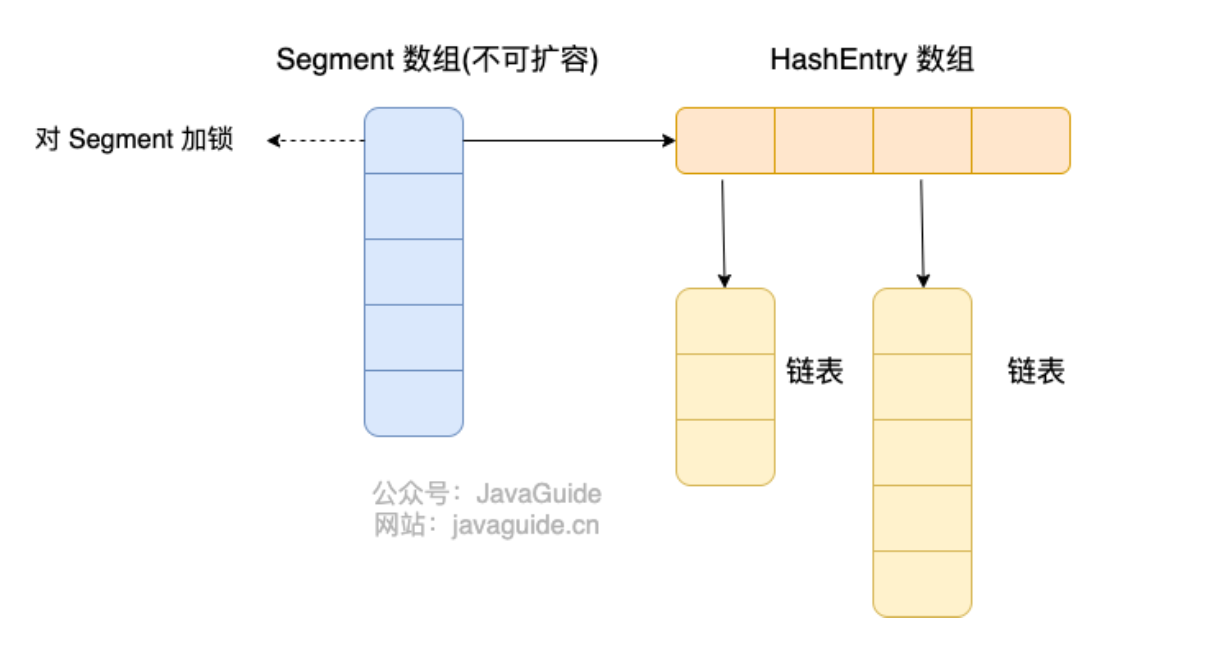 Segment 数组(不可扩容)
HashEntry 数组
对 Segment 加锁
链表
链表
公众号：JavaGuide
网站：javaguide.cn